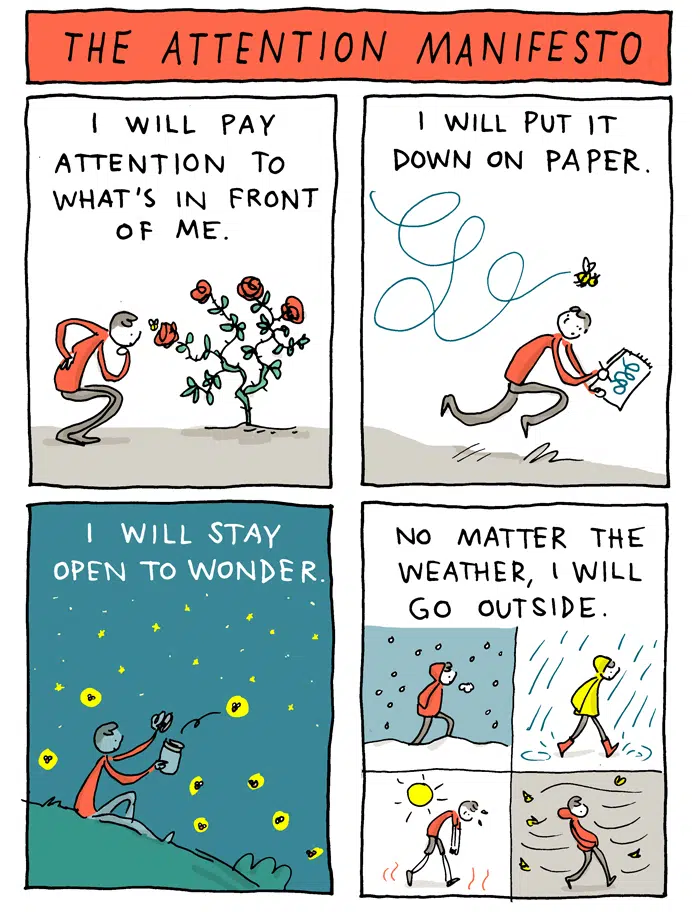 THE ATTENTION MANIFESTO
I WILL PAY
ATTENTION TO
WHAT'S IN FRONT
OF ME.
I WILL PUT IT
DOWN ON PAPER.
I WILL STAY
OPEN TO WONDER.
NO MATTER THE
WEATHER, I WILL
GO OUTSIDE.